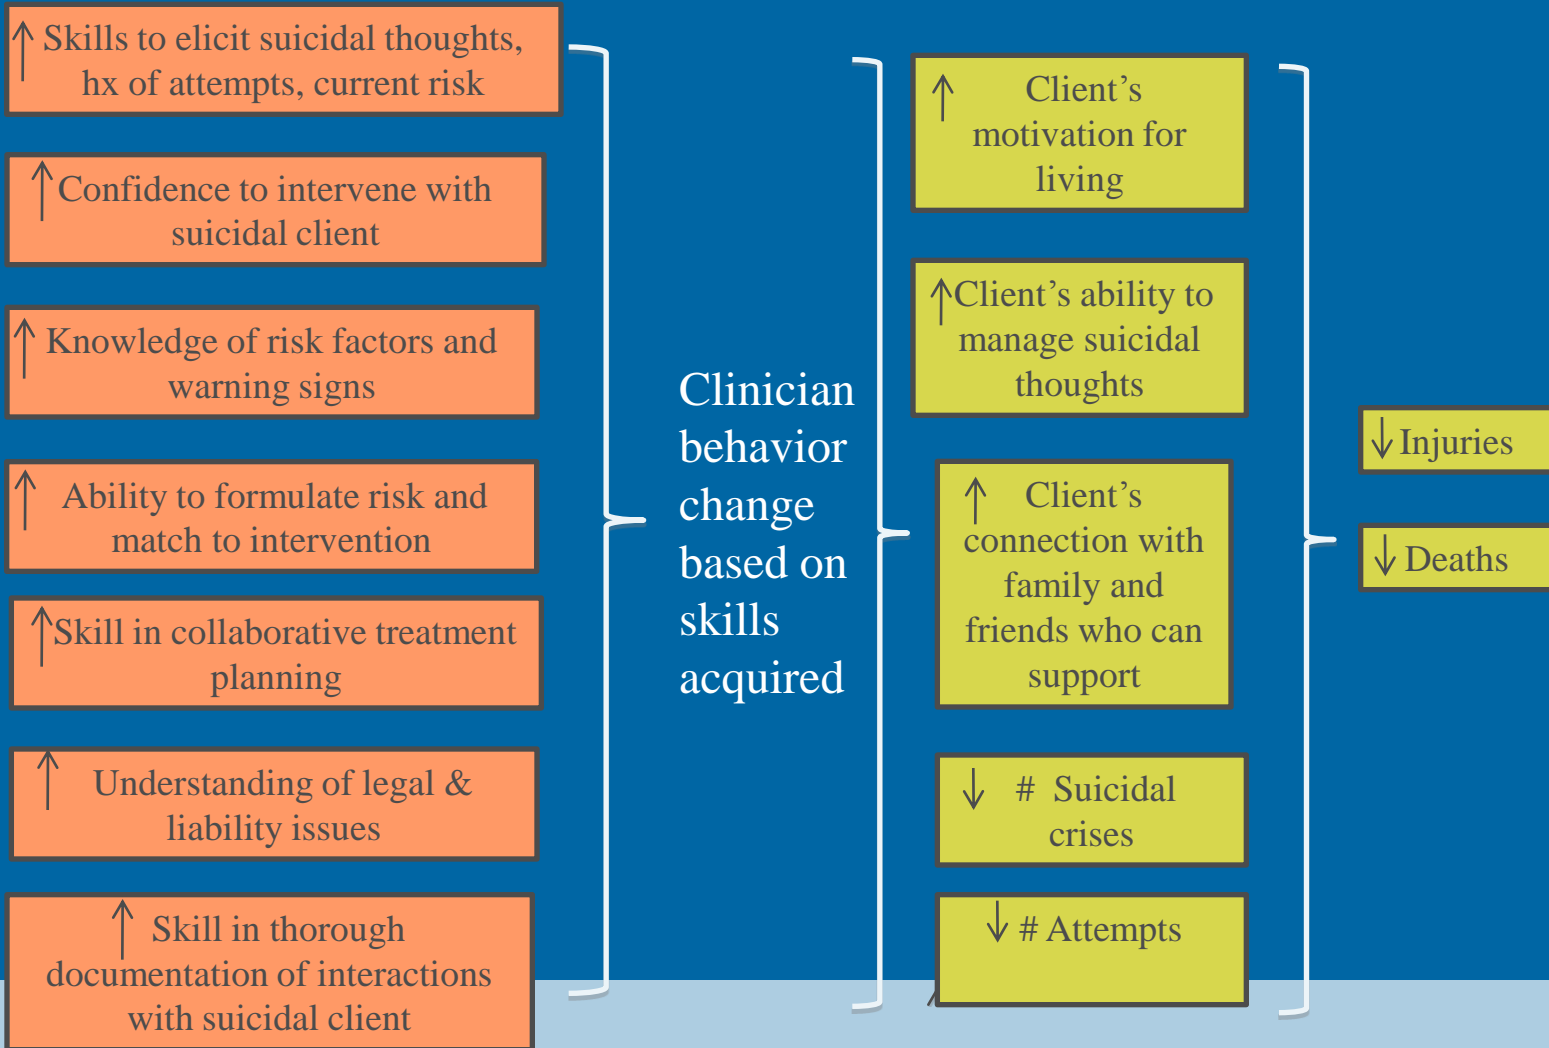 ↑ Skills to elicit suicidal thoughts,
hx of attempts, current risk
↑ Confidence to intervene with
suicidal client
↑ Knowledge of risk factors and
warning signs
↑ Ability to formulate risk and
match to intervention
↑ Skill in collaborative treatment
planning
↑ Understanding of legal &
liability issues
↑ Skill in thorough
documentation of interactions
with suicidal client
Clinician
behavior
change
based on
skills
acquired
↑ Client’s
motivation for
living
↑ Client’s ability to
manage suicidal
thoughts
↑ Client’s
connection with
family and
friends who can
support
↓ # Suicidal
crises
↓ # Attempts
↓ Injuries
↓ Deaths